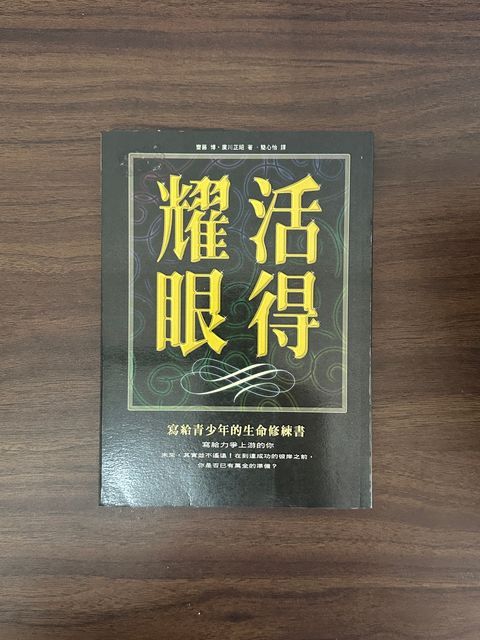 齋藤 博・廣川正昭 著・簡心怡 譯
活得
耀眼
寫給青少年的生命修練書
寫給力爭上游的你
未來，其實並不遙遠！在到達成功的彼岸之前，
你是否已有萬全的準備？